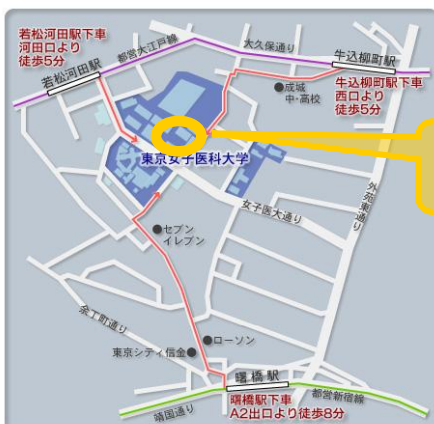 若松河田駅下車
河田口より
徒歩5分
若松河田駅
都営大江戸線
大久保通り
牛込柳町駅
牛込柳町駅下車
西口より
徒歩5分
●成城
中・高校
東京女子医科大学
女子医大通り
外苑東通り
●セブン
イレブン
余丁町通り
●ローソン
東京シティ信金●
曙橋駅
曙橋駅下車
A2出口より徒歩8分
靖国通り
都営新宿線